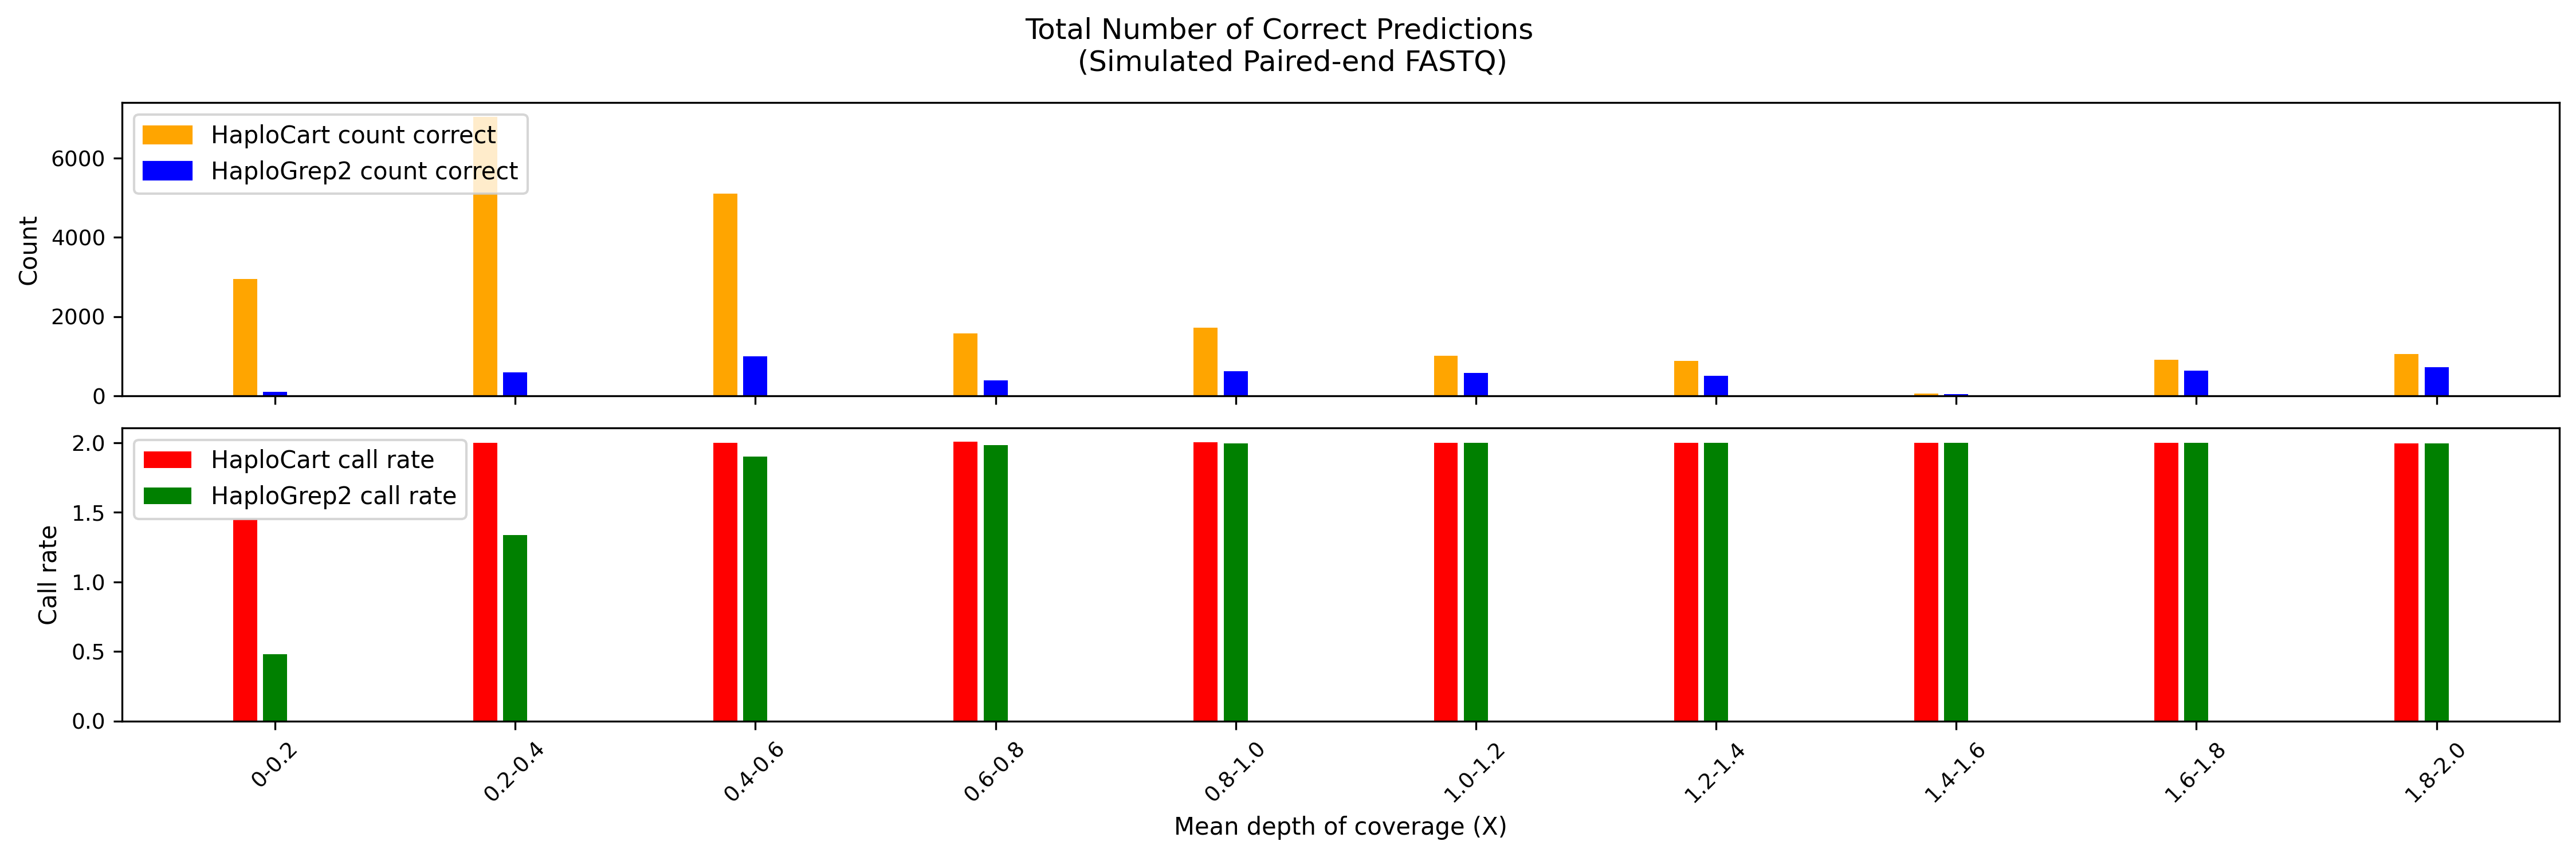 Total Number of Correct Predictions
(Simulated Paired-end FASTQ)
HaploCart count correct
HaploGrep2 count correct
Count
6000
4000
2000
0
HaploCart call rate
HaploGrep2 call rate
Call rate
2.0
1.5
1.0
0.5
0.0
0-0.2
0.2-0.4
0.4-0.6
0.6-0.8
0.8-1.0
1.0-1.2
1.2-1.4
1.4-1.6
1.6-1.8
1.8-2.0
Mean depth of coverage (X)